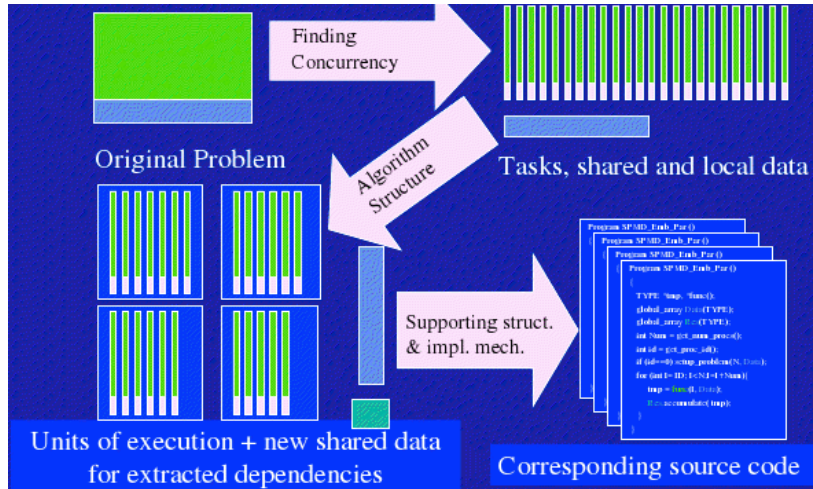 Finding
Concurrency
Original Problem
Tasks, shared and local data
Algorithm
Structure
Supporting struct.
& impl. mech.
Program SPMD_Emb_Par ()
{
Program SPMD_Emb_Par ()
{
Program SPMD_Emb_Par ()
{
Program SPMD_Emb_Par ()
{
TYPE *tmp, *func();
global_array Data(TYPE);
global_array Res(TYPE);
int Num = get_num_procs();
int id = get_proc_id();
if (id==0) setup_problem(N, Data);
for (int I= ID; I<N;I=I+Num){
tmp = func(I, Data);
Res.accumulate( tmp);
}
}
Units of execution + new shared data
for extracted dependencies
Corresponding source code